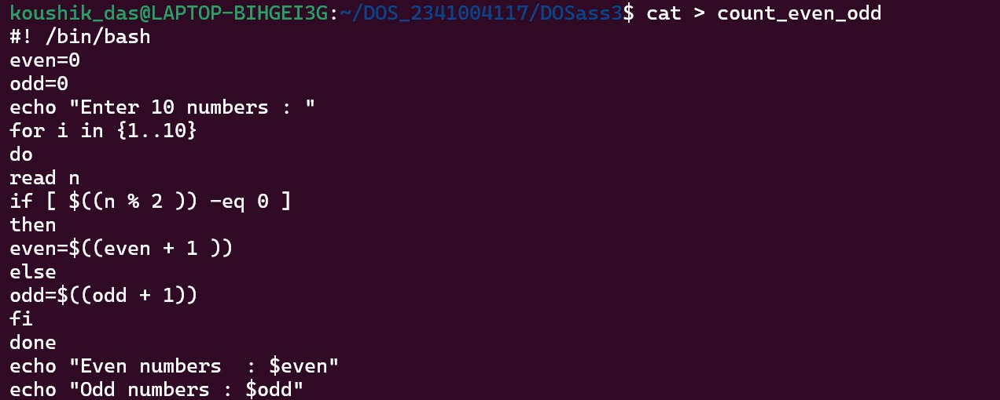 koushik_das@LAPTOP-BIHGEI3G:~/DOS_2341004117/DOSass3$ cat > count_even_odd
#! /bin/bash
even=0
odd=0
echo "Enter 10 numbers : "
for i in {1..10}
do
read n
if [ $((n % 2 )) -eq 0 ]
then
even=$((even + 1 ))
else
odd=$((odd + 1))
fi
done
echo "Even numbers  : $even"
echo "Odd numbers : $odd"